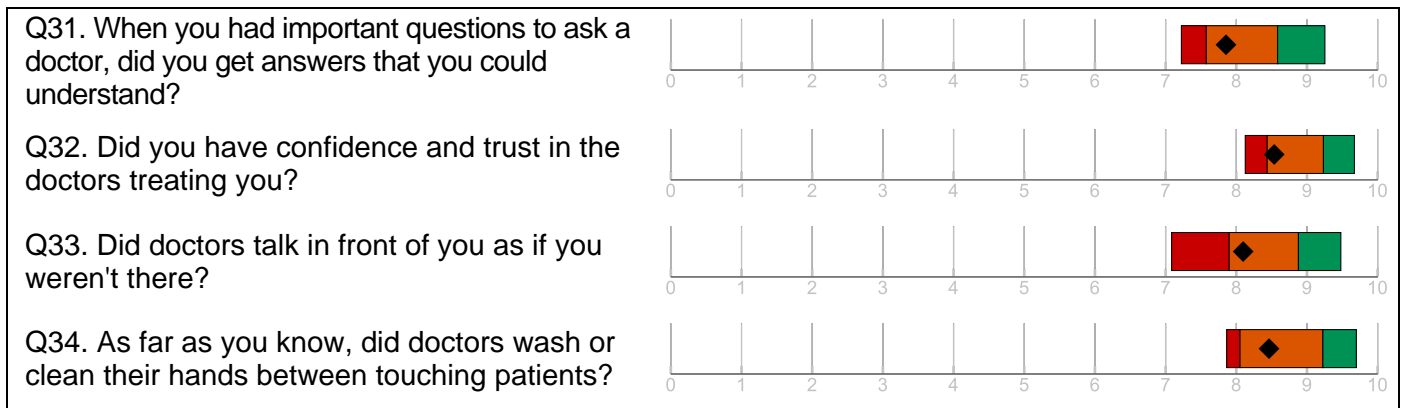 Q31. When you had important questions to ask a
doctor, did you get answers that you could
understand?
0 1 2 3 4 5 6 7 8 9 10
Q32. Did you have confidence and trust in the
doctors treating you?
0 1 2 3 4 5 6 7 8 9 10
Q33. Did doctors talk in front of you as if you
weren't there?
0 1 2 3 4 5 6 7 8 9 10
Q34. As far as you know, did doctors wash or
clean their hands between touching patients?
0 1 2 3 4 5 6 7 8 9 10